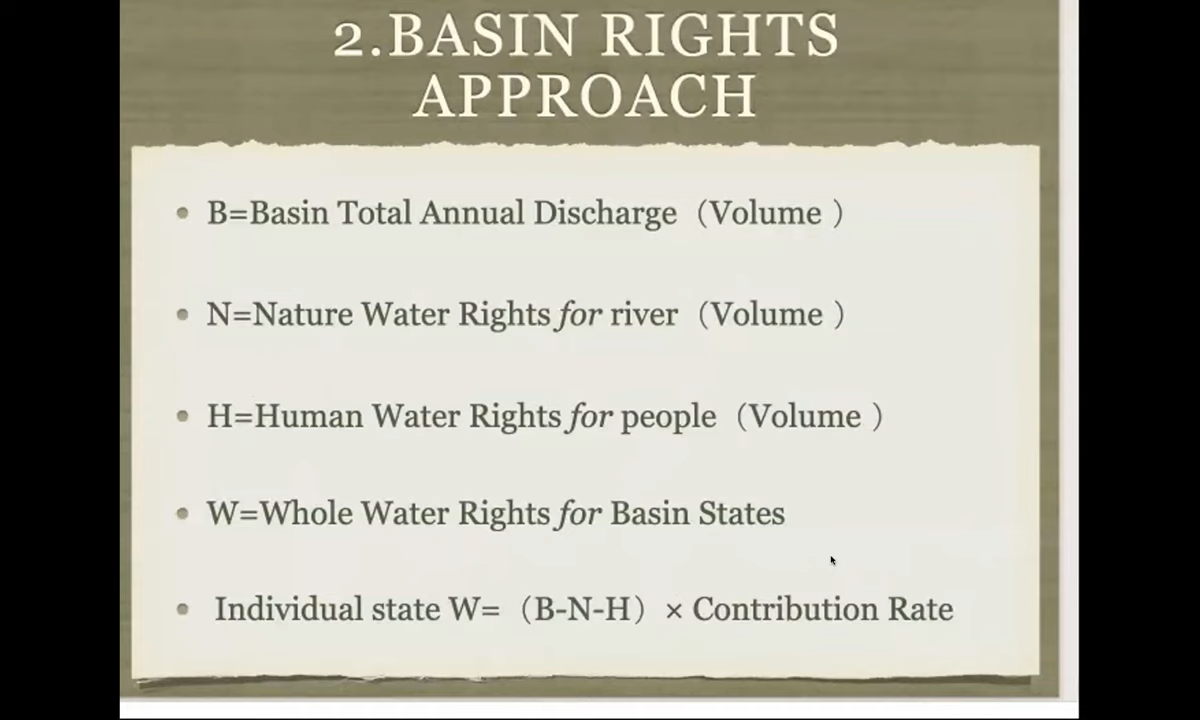 2.BASIN RIGHTS
APPROACH
B=Basin Total Annual Discharge（Volume ）
N=Nature Water Rights for river（Volume ）
H=Human Water Rights for people（Volume ）
W=Whole Water Rights for Basin States
Individual state W=（B-N-H）× Contribution Rate